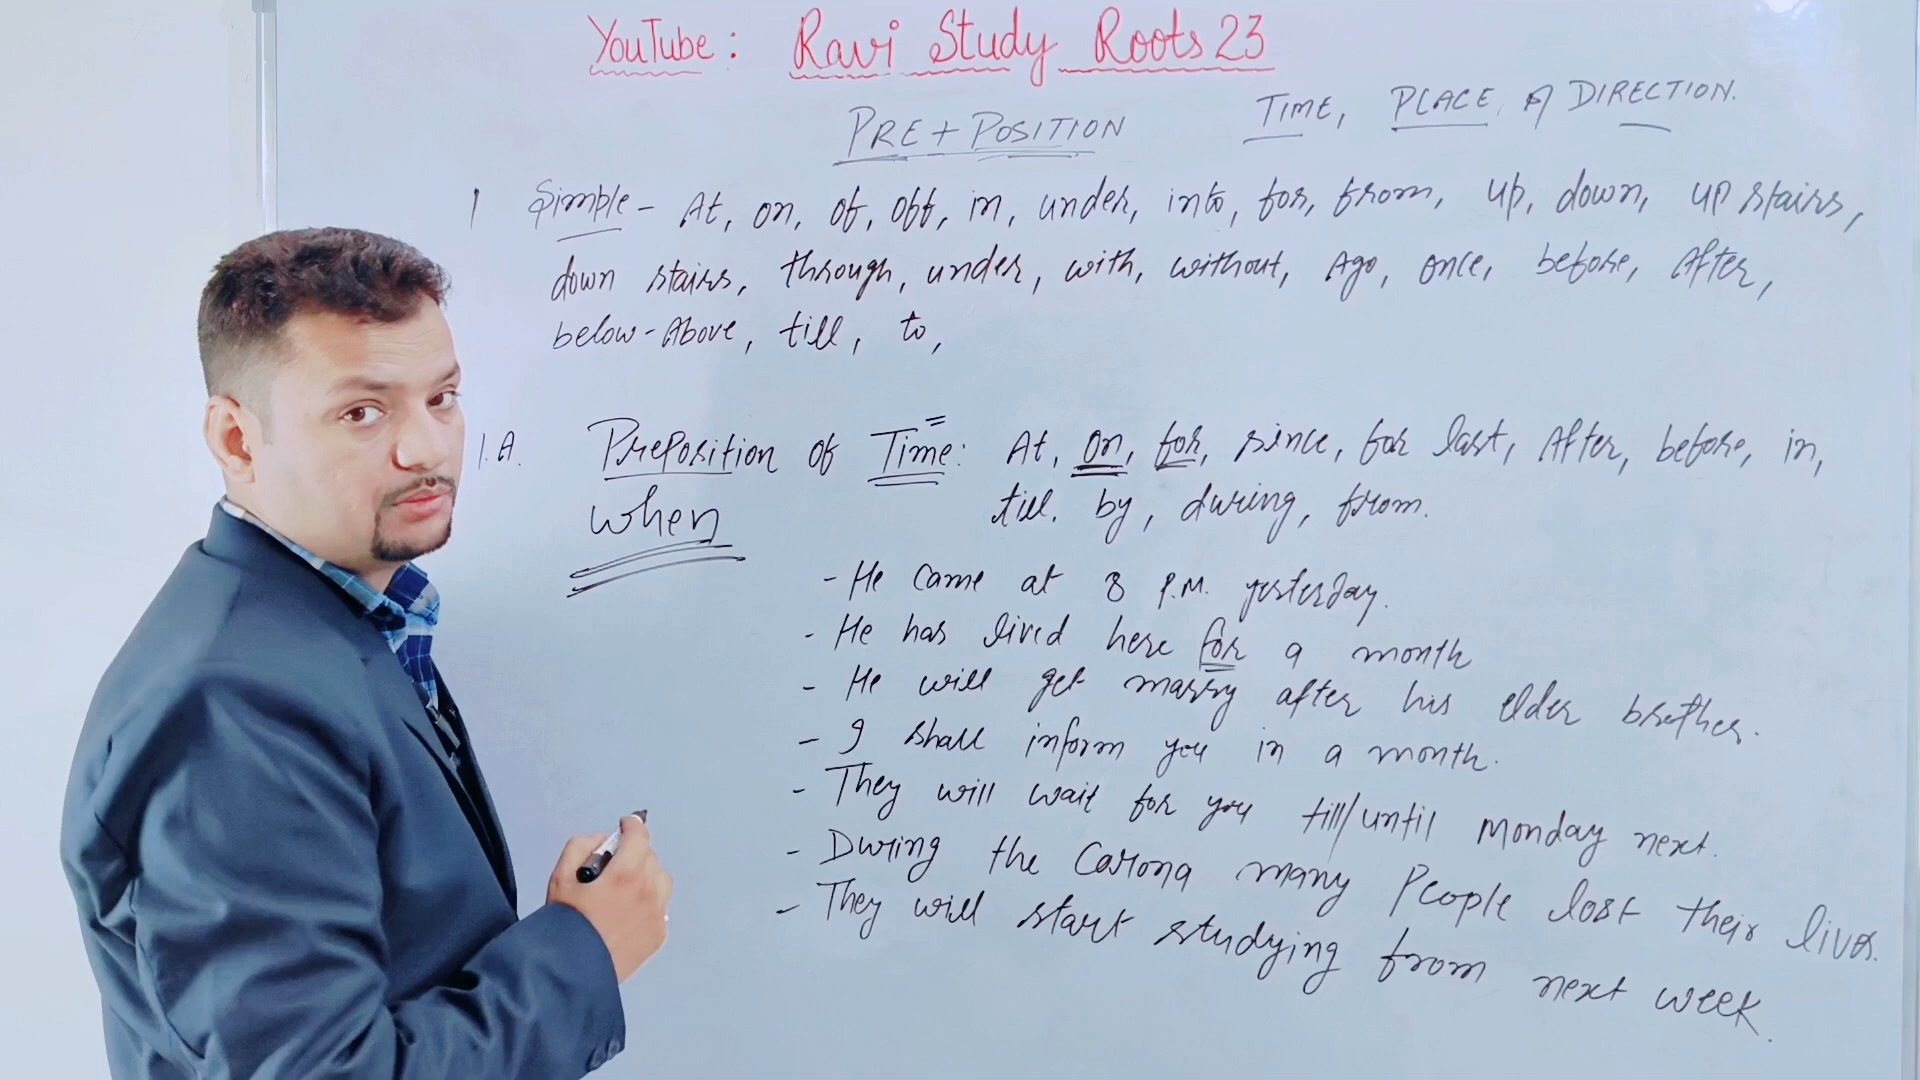 YouTube: Ravi Study Roots 23
PRE + POSITION TIME, PLACE, & DIRECTION.
1 Simple - At, on, of, off, in, under, into, for, from, up, down, up stairs,
down stairs, through, under, with, without, Ago, once, before, After,
below-Above, till, to,
1.A. Preposition of Time: At, on, for, since, for last, After, before, in,
when till, by, during, from.
- He came at 8 P.M. yesterday.
- He has lived here for a month
- He will get marry after his elder brother.
- I shall inform you in a month.
- They will wait for you till/until Monday next.
- During the Carona many People lost their lives.
- They will start studying from next week.